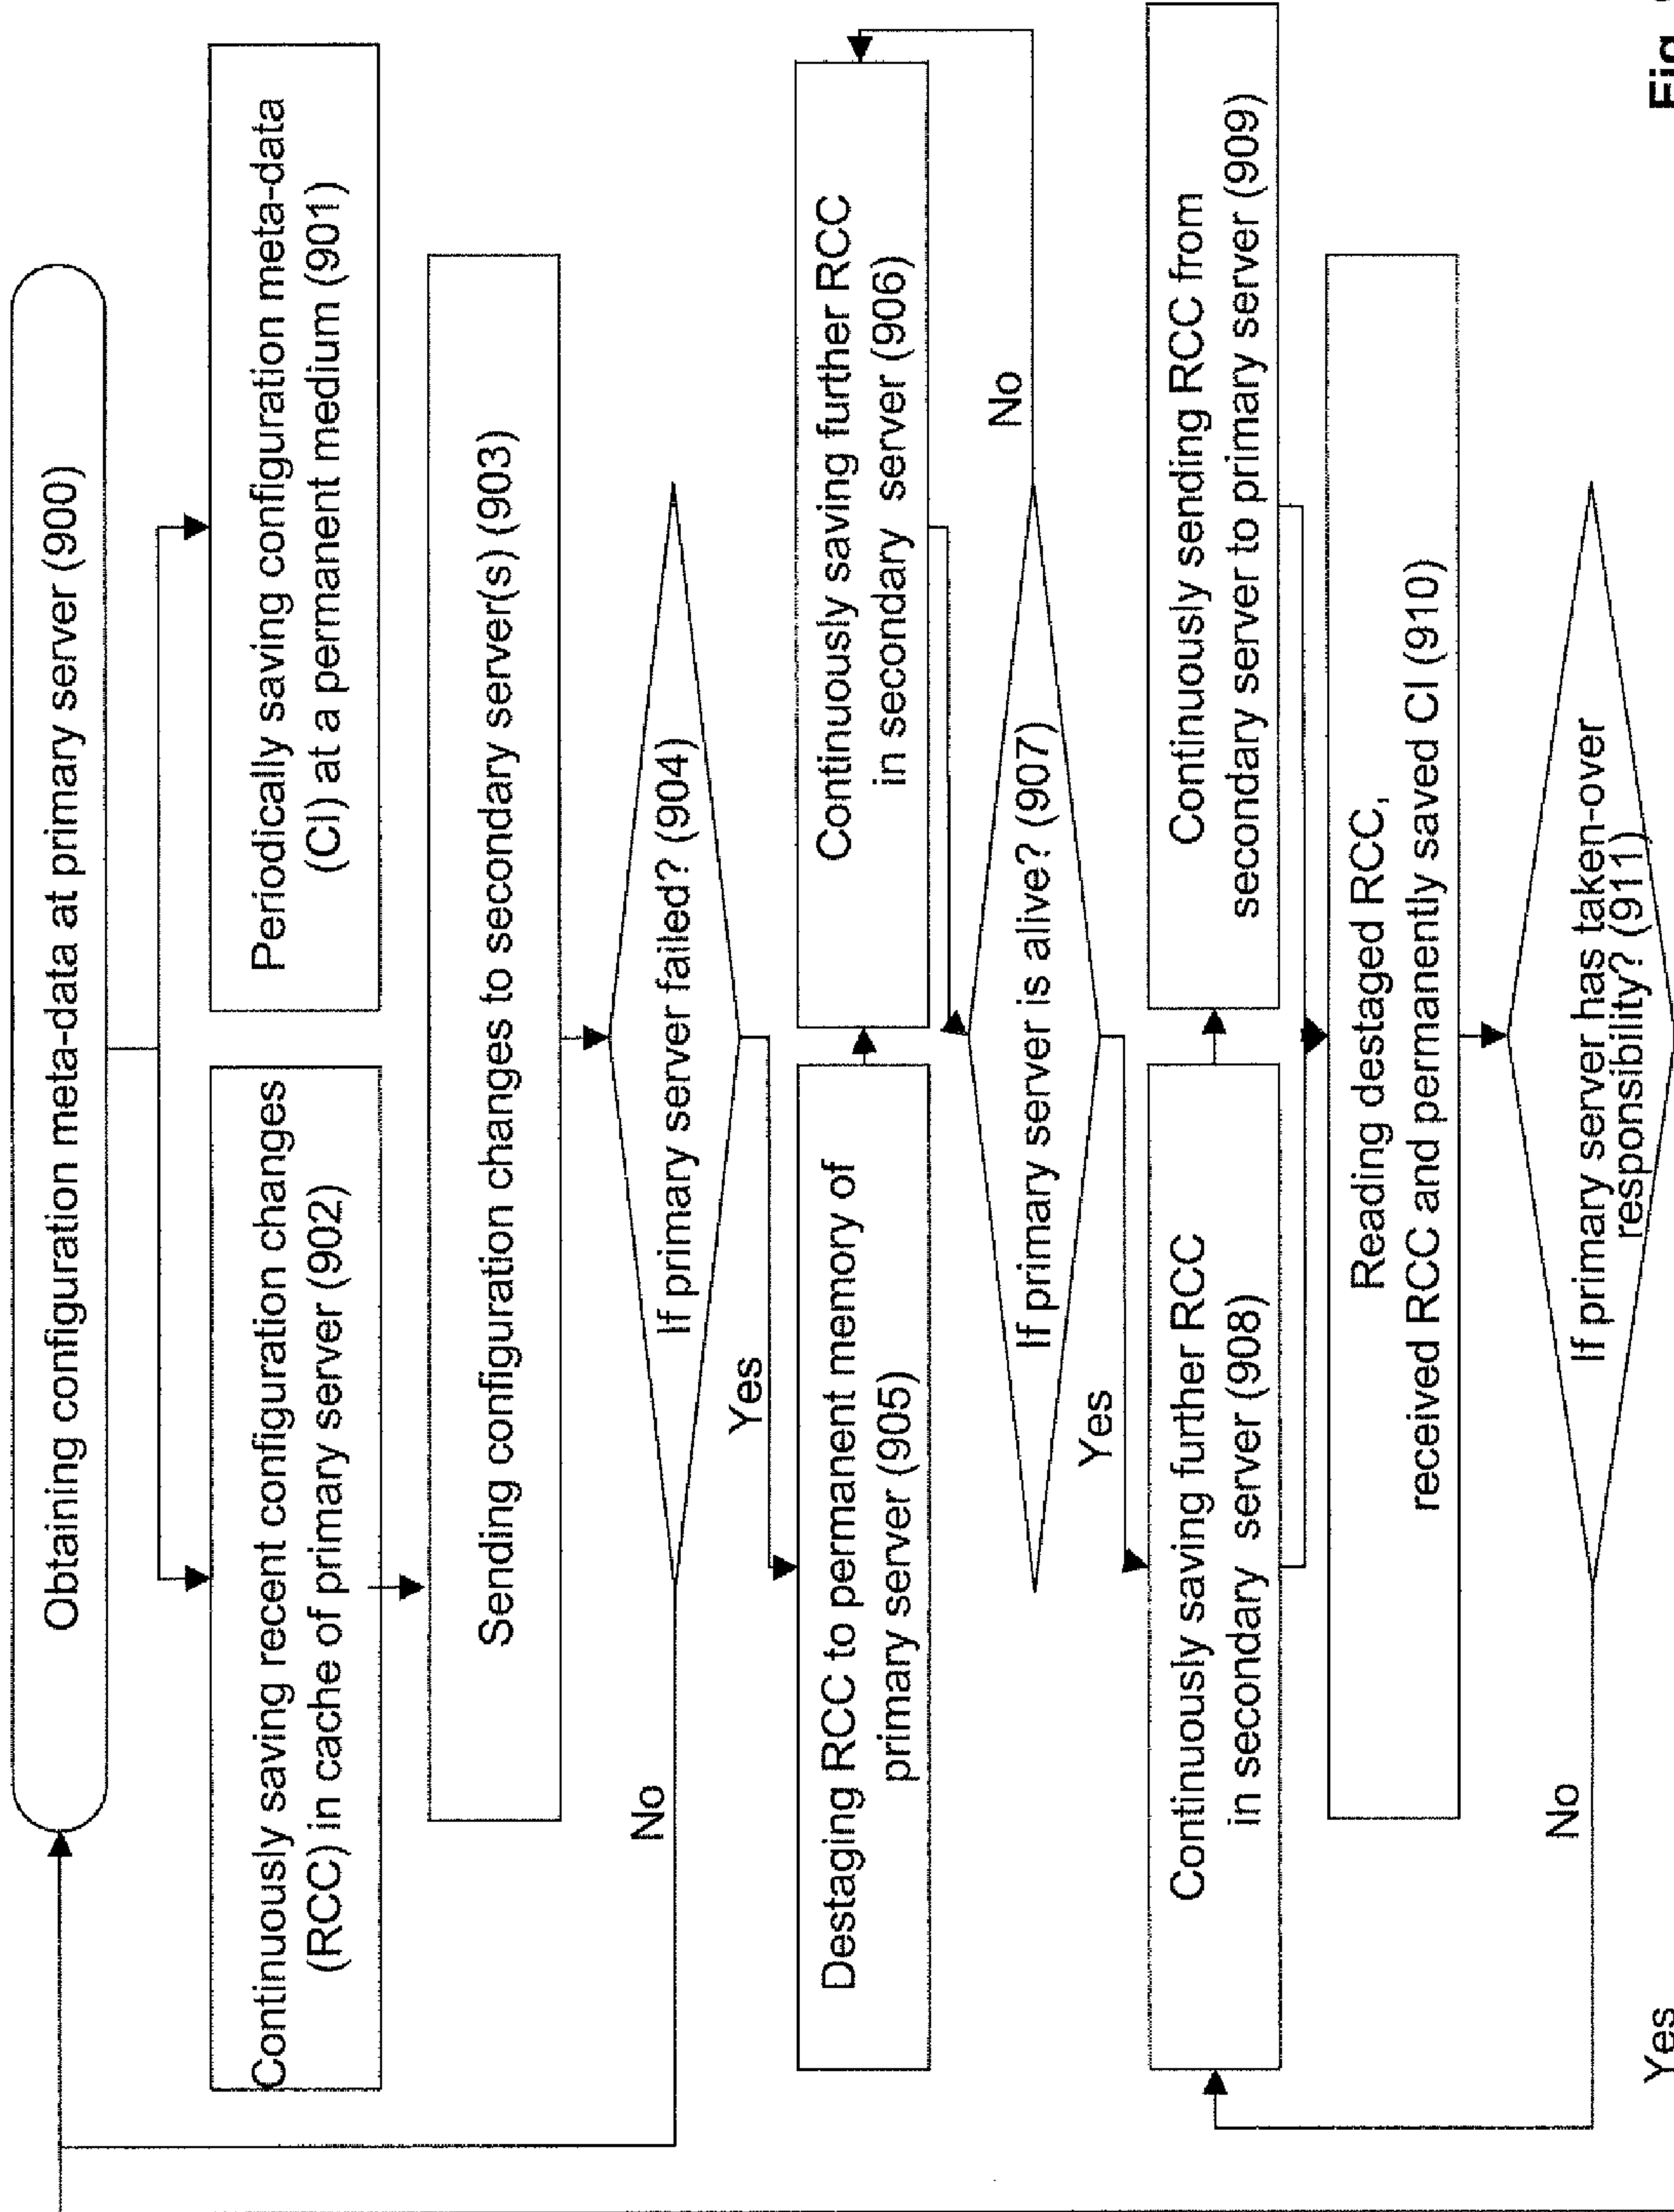 Obtaining configuration meta-data at primary server (900)
Continuously saving recent configuration changes
(RCC) in cache of primary server (902)
Periodically saving configuration meta-data
(CI) at a permanent medium (901)
Sending configuration changes to secondary server(s) (903)
If primary server failed? (904)
No
Yes
Destaging RCC to permanent memory of
primary server (905)
Continuously saving further RCC
in secondary server (906)
If primary server is alive? (907)
No
Yes
Continuously saving further RCC
in secondary server (908)
Continuously sending RCC from
secondary server to primary server (909)
Reading destaged RCC,
received RCC and permanently saved CI (910)
If primary server has taken-over
responsibility? (911)
No
Yes
Fig